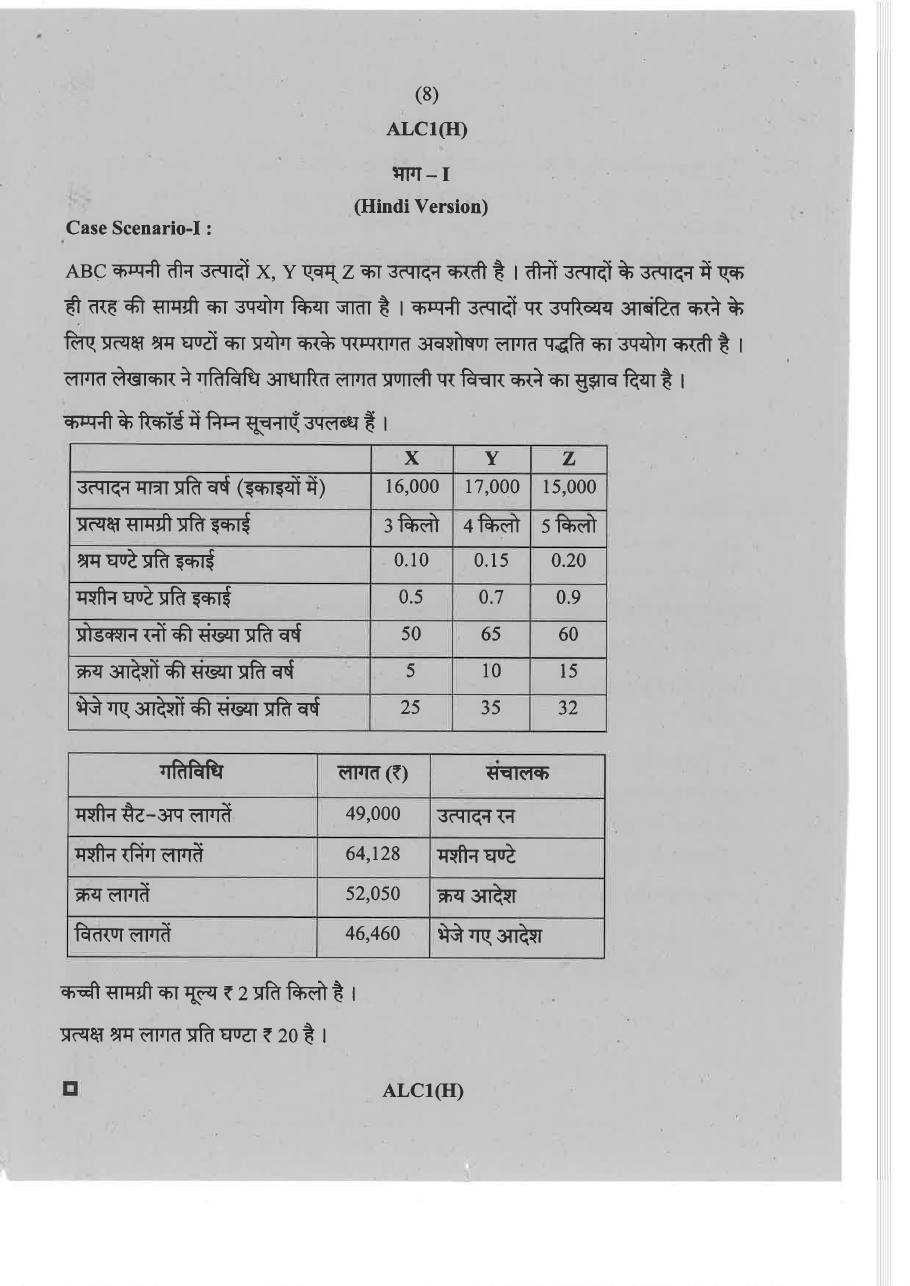 (8)
ALC1(H)
भाग – I
(Hindi Version)
Case Scenario-I :
ABC कम्पनी तीन उत्पादों X, Y एवम् Z का उत्पादन करती है । तीनों उत्पादों के उत्पादन में एक
ही तरह की सामग्री का उपयोग किया जाता है । कम्पनी उत्पादों पर उपरिव्यय आबंटित करने के
लिए प्रत्यक्ष श्रम घण्टों का प्रयोग करके परम्परागत अवशोषण लागत पद्धति का उपयोग करती है ।
लागत लेखाकार ने गतिविधि आधारित लागत प्रणाली पर विचार करने का सुझाव दिया है ।
कम्पनी के रिकॉर्ड में निम्न सूचनाएँ उपलब्ध हैं ।
X Y Z
उत्पादन मात्रा प्रति वर्ष (इकाइयों में) 16,000 17,000 15,000
प्रत्यक्ष सामग्री प्रति इकाई 3 किलो 4 किलो 5 किलो
श्रम घण्टे प्रति इकाई 0.10 0.15 0.20
मशीन घण्टे प्रति इकाई 0.5 0.7 0.9
प्रोडक्शन रनों की संख्या प्रति वर्ष 50 65 60
क्रय आदेशों की संख्या प्रति वर्ष 5 10 15
भेजे गए आदेशों की संख्या प्रति वर्ष 25 35 32
गतिविधि लागत (₹) संचालक
मशीन सैट-अप लागतें 49,000 उत्पादन रन
मशीन रनिंग लागतें 64,128 मशीन घण्टे
क्रय लागतें 52,050 क्रय आदेश
वितरण लागतें 46,460 भेजे गए आदेश
कच्ची सामग्री का मूल्य ₹ 2 प्रति किलो है ।
प्रत्यक्ष श्रम लागत प्रति घण्टा ₹ 20 है ।
ALC1(H)